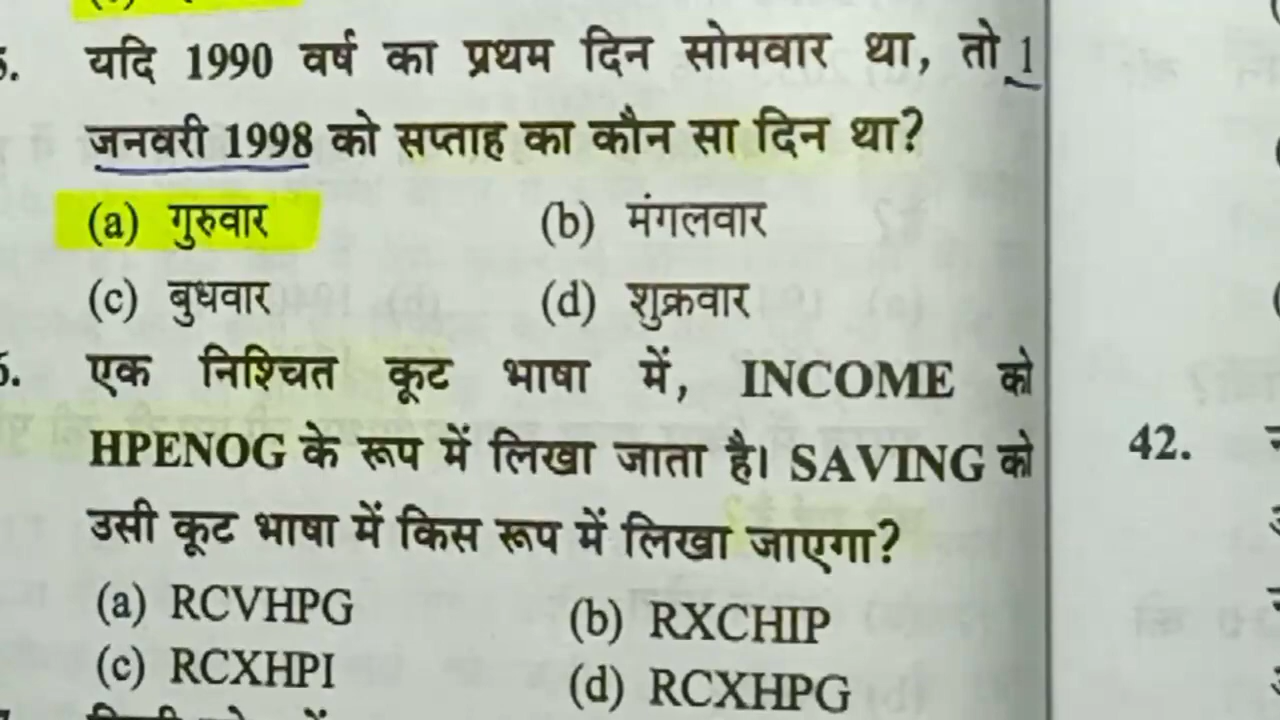 5. यदि 1990 वर्ष का प्रथम दिन सोमवार था, तो 1
जनवरी 1998 को सप्ताह का कौन सा दिन था?
(a) गुरुवार (b) मंगलवार
(c) बुधवार (d) शुक्रवार
6. एक निश्चित कूट भाषा में, INCOME को
HPENOG के रूप में लिखा जाता है। SAVING को
उसी कूट भाषा में किस रूप में लिखा जाएगा?
(a) RCVHPG (b) RXCHIP
(c) RCXHPI (d) RCXHPG
42.